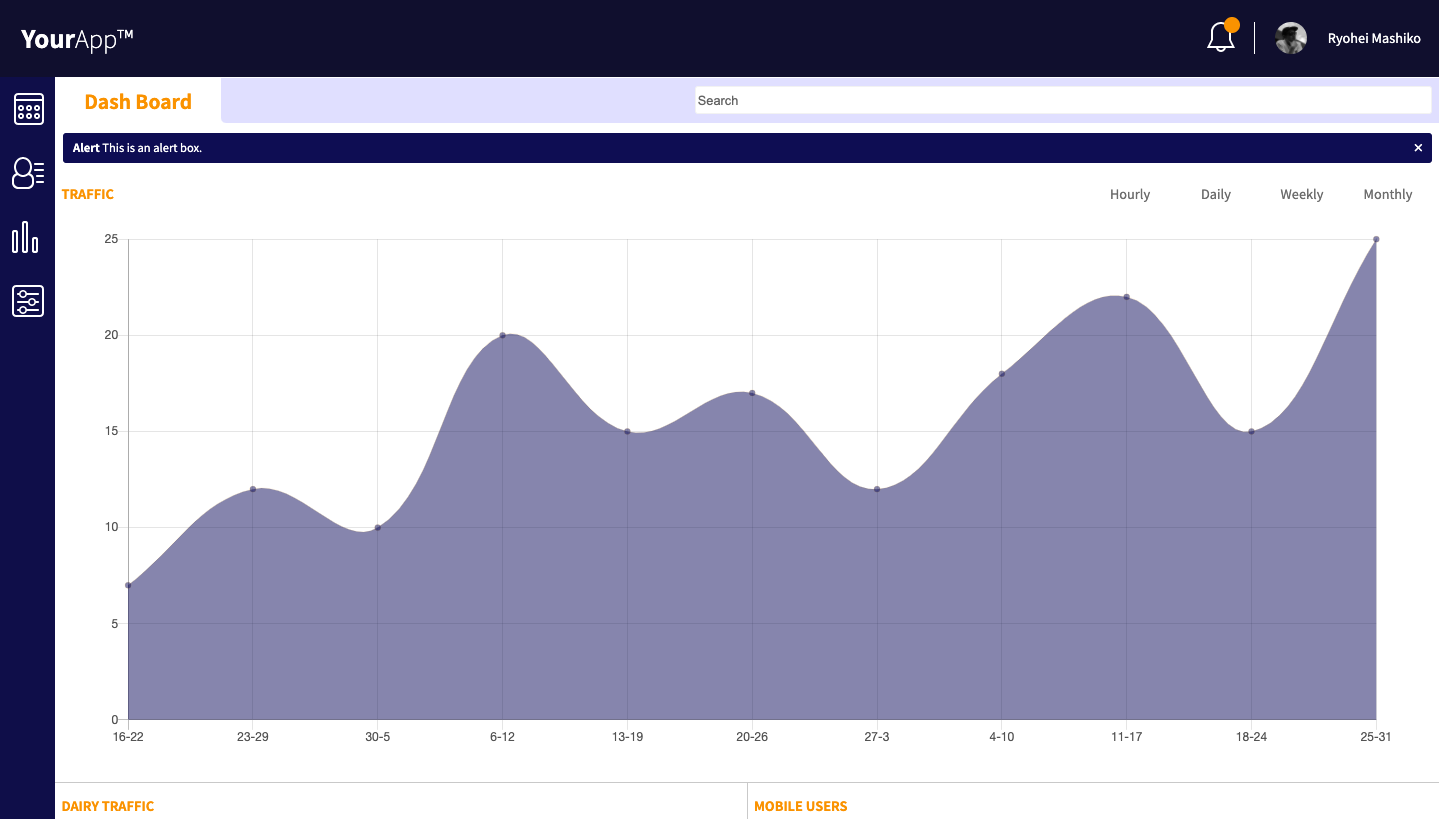 YourApp™
Ryohei Mashiko
Dash Board
Search
Alert This is an alert box.
×
TRAFFIC
Hourly Daily Weekly Monthly
25
20
15
10
5
0
16-22 23-29 30-5 6-12 13-19 20-26 27-3 4-10 11-17 18-24 25-31
DAIRY TRAFFIC
MOBILE USERS